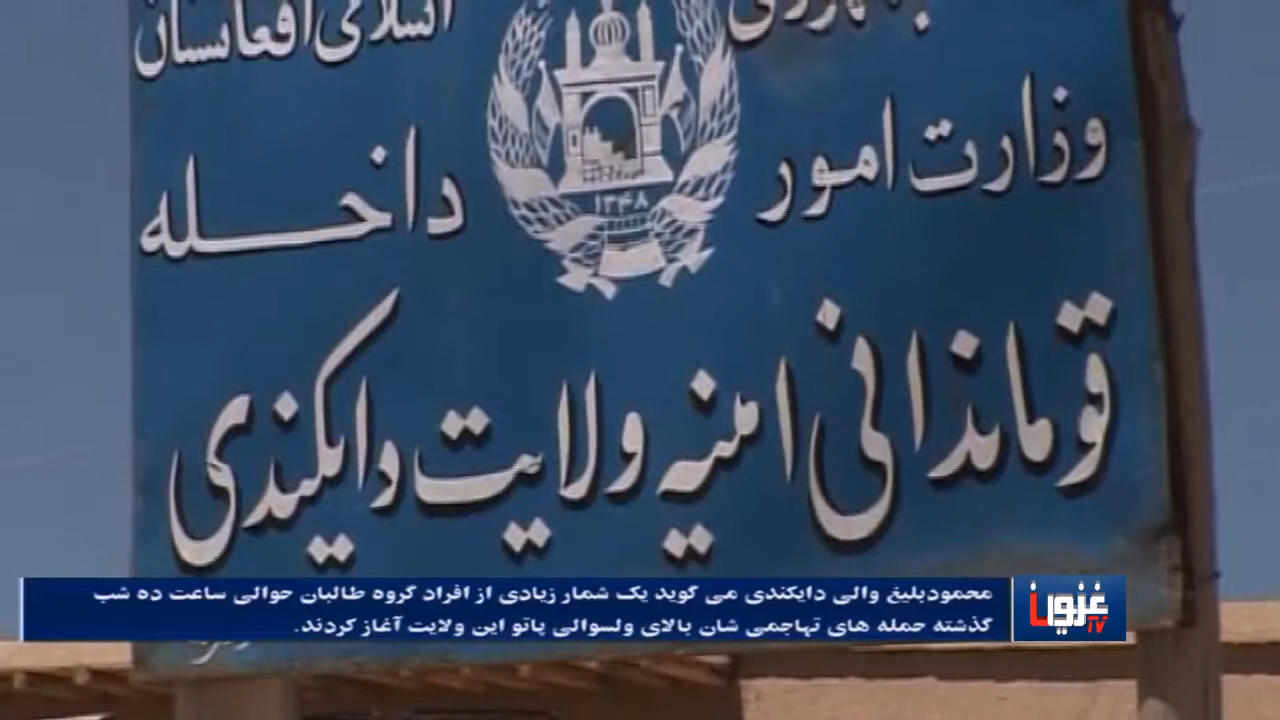 جمهوری اسلامی افغانستان
وزارت امور داخله
۱۳۴۸
قوماندانی امنیه ولایت دایکندی
محمودبلیغ والی دایکندی می گوید یک شمار زیادی از افراد گروه طالبان حوالی ساعت ده شب
گذشته حمله های تهاجمی شان بالای ولسوالی پاتو این ولایت آغاز کردند.
TV